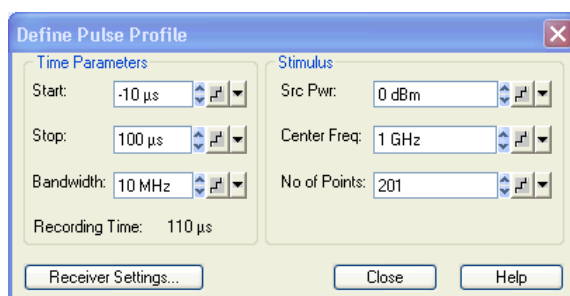 Define Pulse Profile
Time Parameters
Start: -10 µs
Stop: 100 µs
Bandwidth: 10 MHz
Recording Time: 110 µs
Stimulus
Src Pwr: 0 dBm
Center Freq: 1 GHz
No of Points: 201
Receiver Settings...
Close
Help